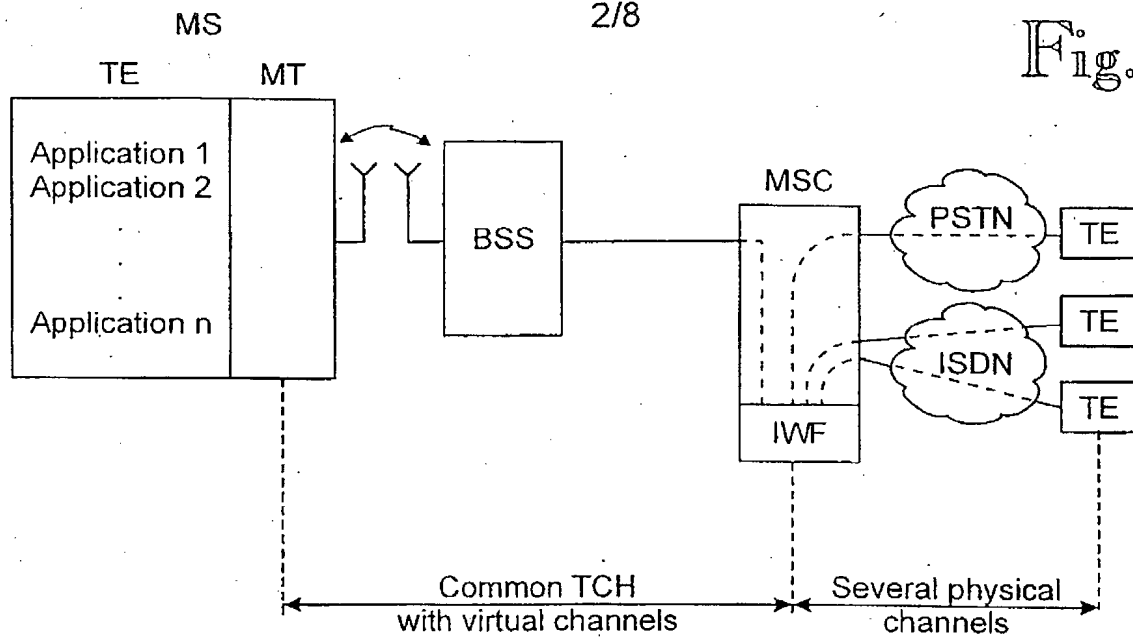 2/8
Fig.
MS
TE
MT
Application 1
Application 2
Application n
BSS
MSC
IWF
PSTN
ISDN
TE
TE
TE
Common TCH
with virtual channels
Several physical
channels